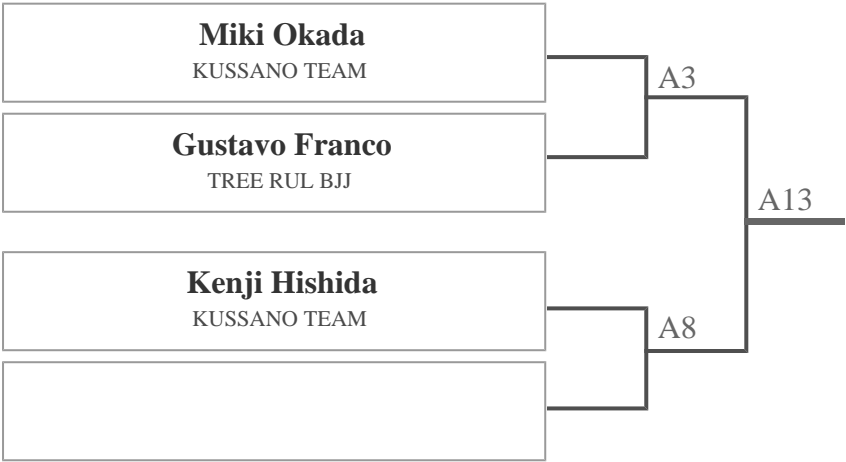 Miki Okada
KUSSANO TEAM
A3
Gustavo Franco
TREE RUL BJJ
A13
Kenji Hishida
KUSSANO TEAM
A8